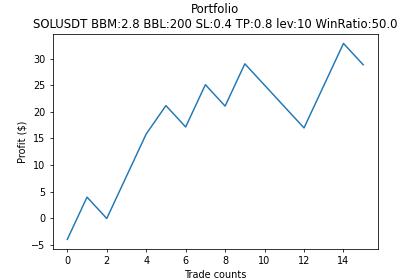 Portfolio
SOLUSDT BBM:2.8 BBL:200 SL:0.4 TP:0.8 lev:10 WinRatio:50.0
Profit ($)
30
25
20
15
10
5
0
−5
0 2 4 6 8 10 12 14
Trade counts